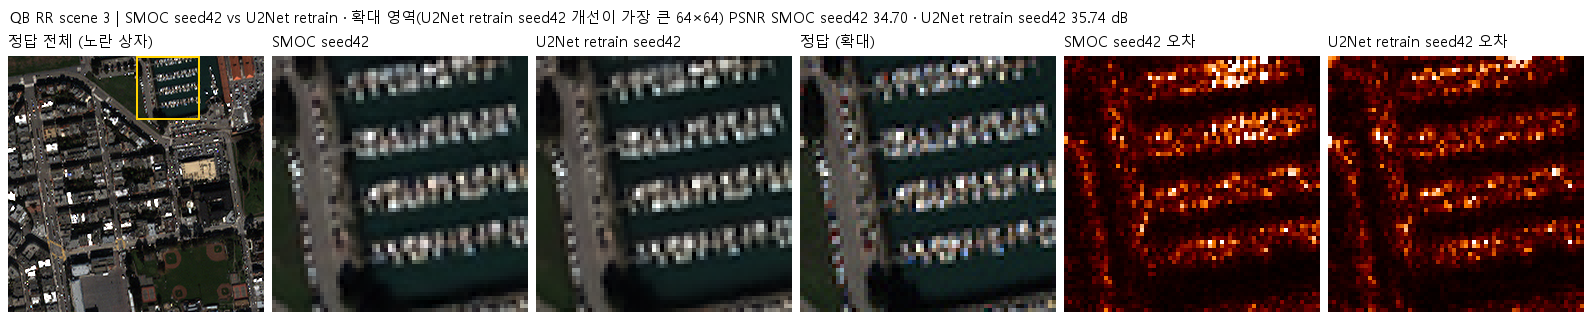 QB RR scene 3 | SMOC seed42 vs U2Net retrain · 확대 영역(U2Net retrain seed42 개선이 가장 큰 64×64) PSNR SMOC seed42 34.70 · U2Net retrain seed42 35.74 dB
정답 전체 (노란 상자)
SMOC seed42
U2Net retrain seed42
정답 (확대)
SMOC seed42 오차
U2Net retrain seed42 오차